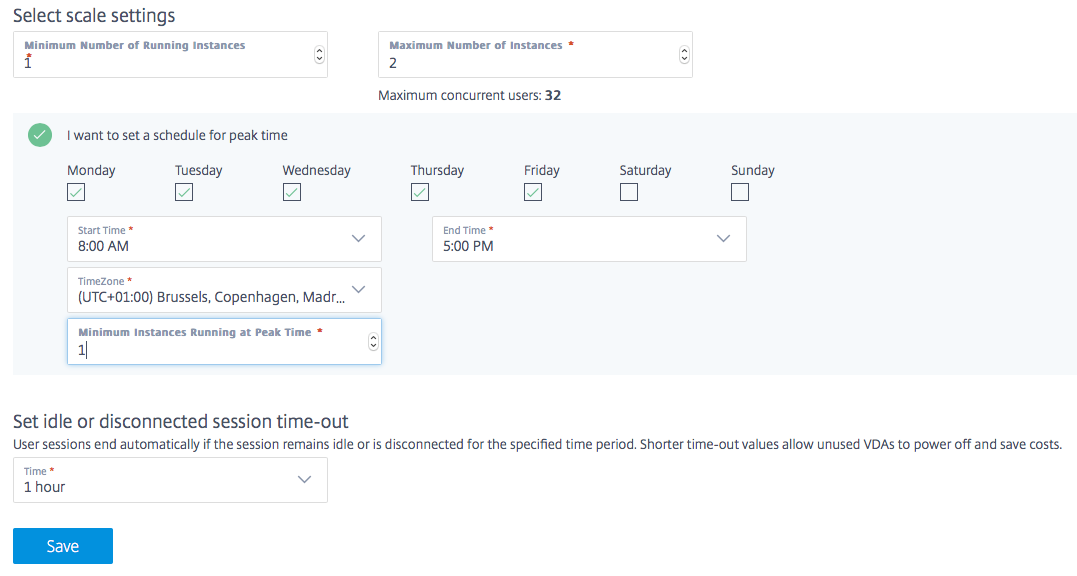 Select scale settings
Minimum Number of Running Instances *
1
Maximum Number of Instances *
2
Maximum concurrent users: 32
I want to set a schedule for peak time
Monday Tuesday Wednesday Thursday Friday Saturday Sunday
Start Time *
8:00 AM
End Time *
5:00 PM
TimeZone *
(UTC+01:00) Brussels, Copenhagen, Madr...
Minimum Instances Running at Peak Time *
1
Set idle or disconnected session time-out
User sessions end automatically if the session remains idle or is disconnected for the specified time period. Shorter time-out values allow unused VDAs to power off and save costs.
Time *
1 hour
Save